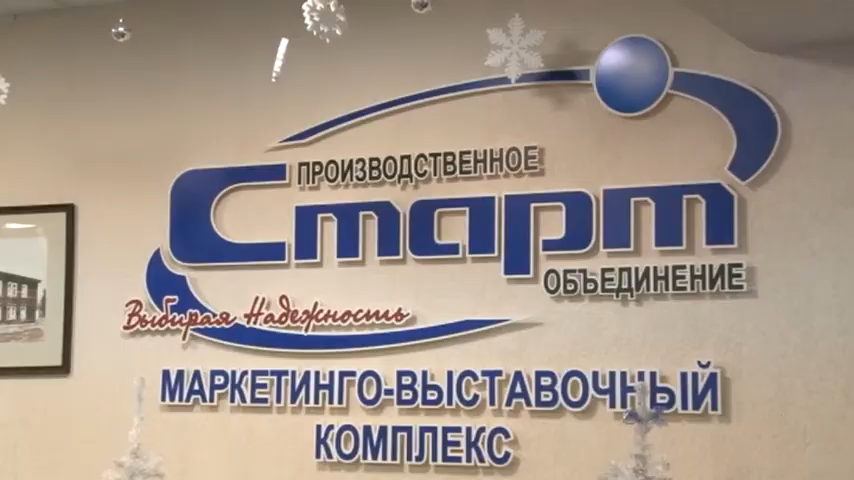 ПРОИЗВОДСТВЕННОЕ
Старт
ОБЪЕДИНЕНИЕ
Выбирая Надежность
МАРКЕТИНГО-ВЫСТАВОЧНЫЙ
КОМПЛЕКС